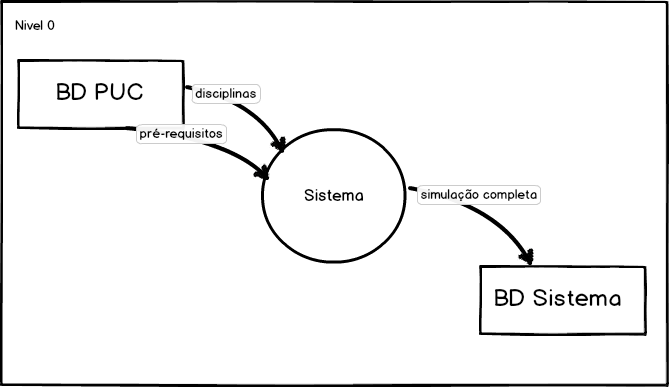 Nivel 0
BD PUC
disciplinas
pré-requisitos
Sistema
simulação completa
BD Sistema